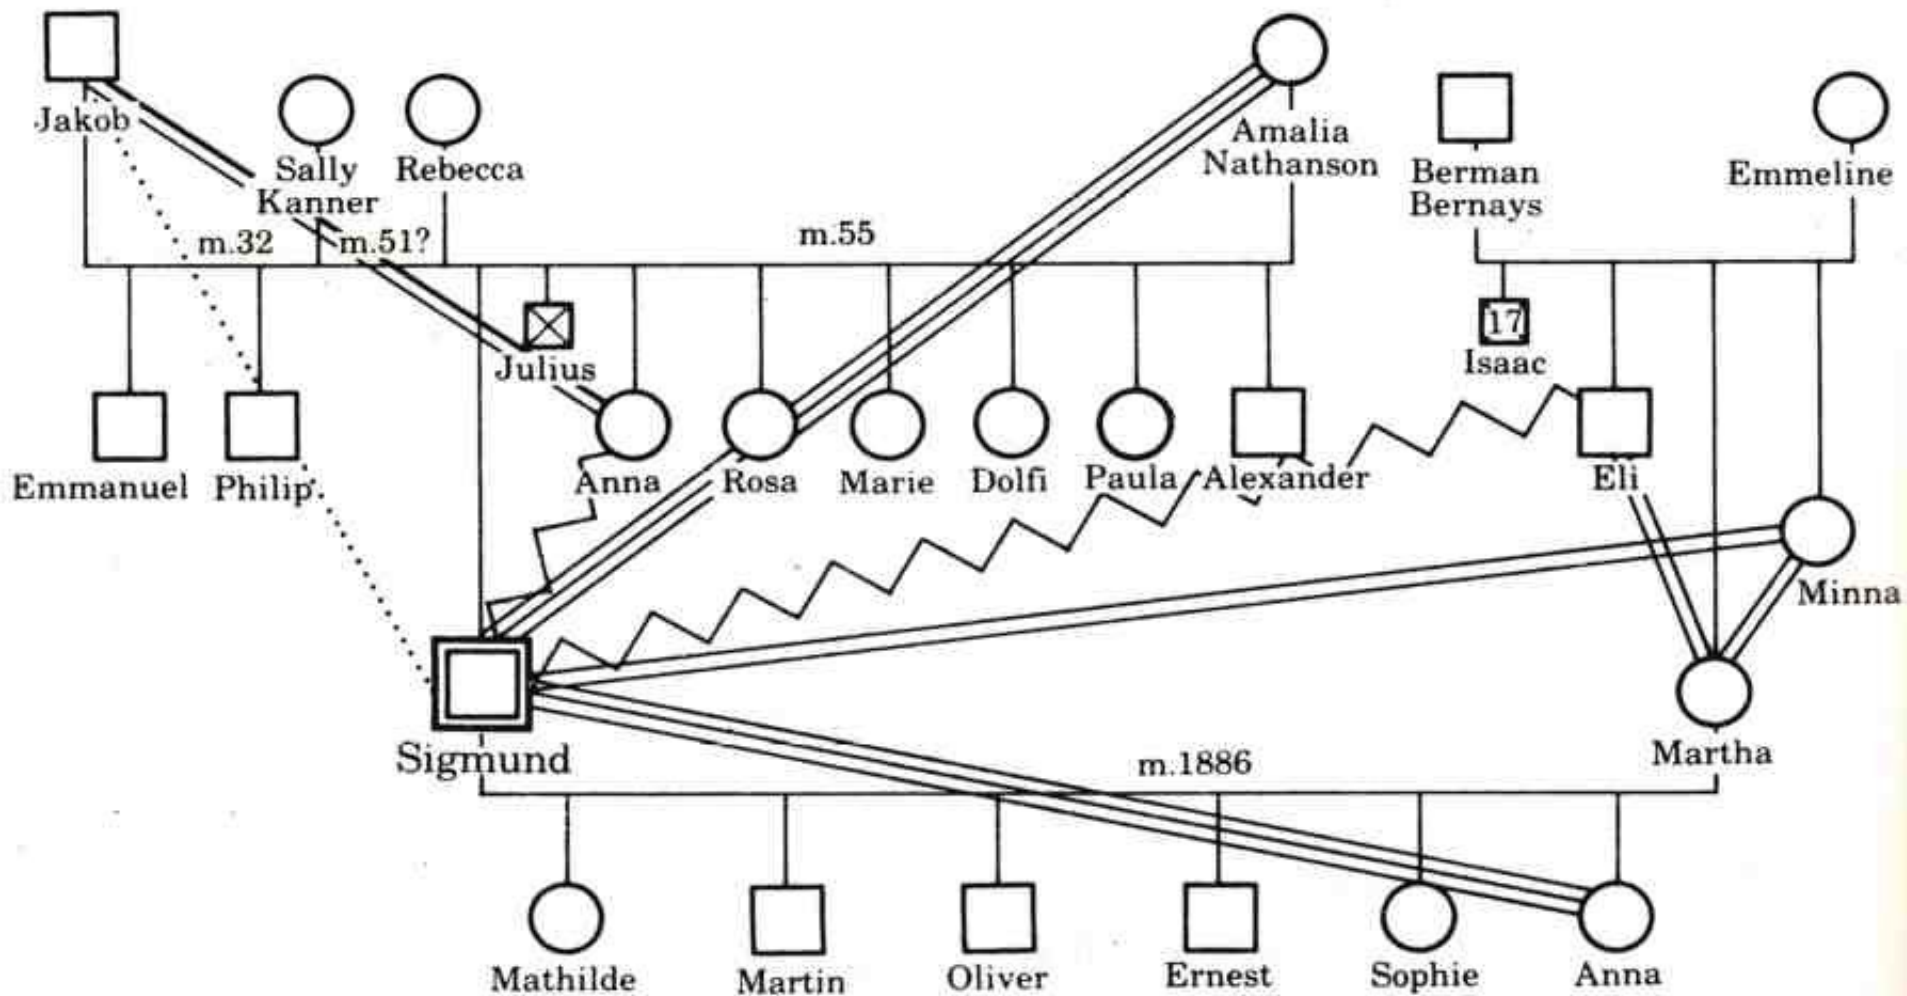 Jakob
Sally
Kanner
Rebecca
Amalia
Nathanson
Berman
Bernays
Emmeline
m.32
m.51?
m.55
17
Julius
Isaac
Emmanuel
Philip
Anna
Rosa
Marie
Dolfi
Paula
Alexander
Eli
Minna
Sigmund
Martha
m.1886
Mathilde
Martin
Oliver
Ernest
Sophie
Anna